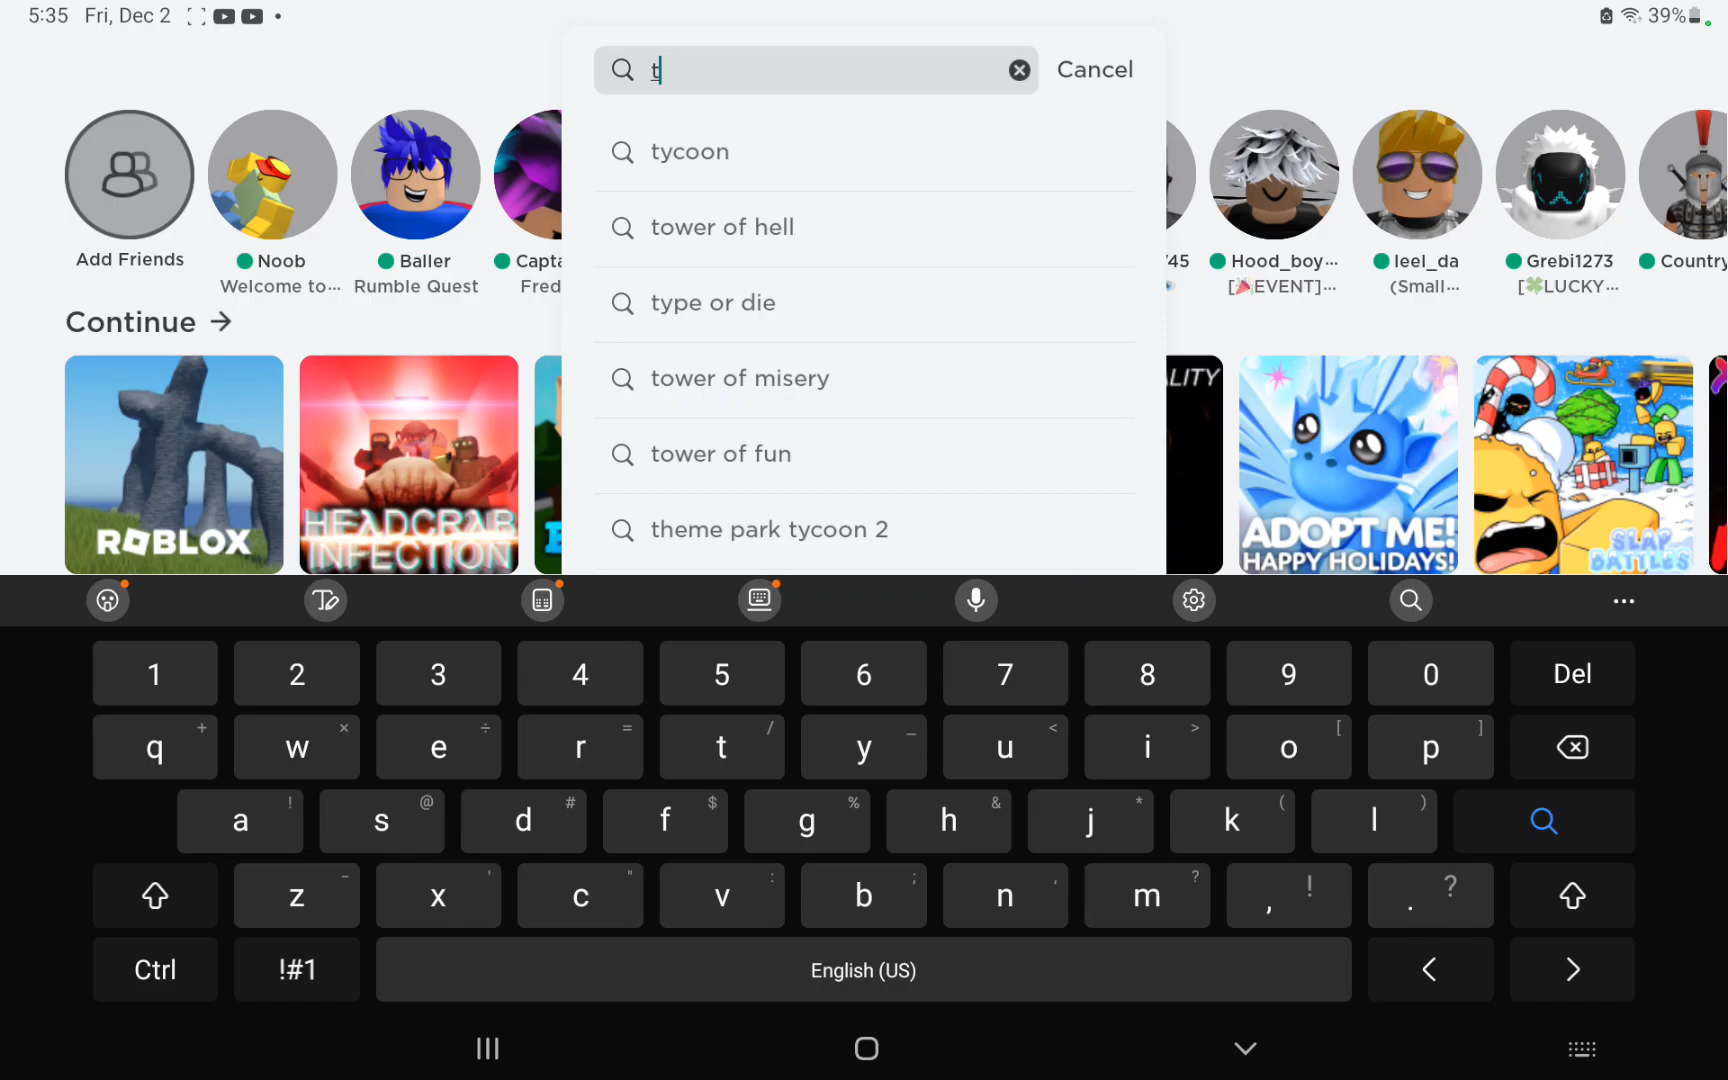 5:35 Fri, Dec 2
39%
t
Cancel
tycoon
tower of hell
type or die
tower of misery
tower of fun
theme park tycoon 2
Add Friends
Noob
Welcome to...
Baller
Rumble Quest
Capta
Fred
45
Hood_boy...
[🎉EVENT]...
leel_da
(Small...
Grebi1273
[🍀LUCKY...
Country
Continue →
ROBLOX
HEADCRAB
INFECTION
LITY
ADOPT ME!
HAPPY HOLIDAYS!
SLAP
BATTLES
1 2 3 4 5 6 7 8 9 0 Del
q + w × e ÷ r = t / y _ u < i > o [ p ]
a ! s @ d # f $ g % h & j * k ( l )
z - x ' c " v : b ; n , m ? , ! . ?
Ctrl !#1 English (US) < >